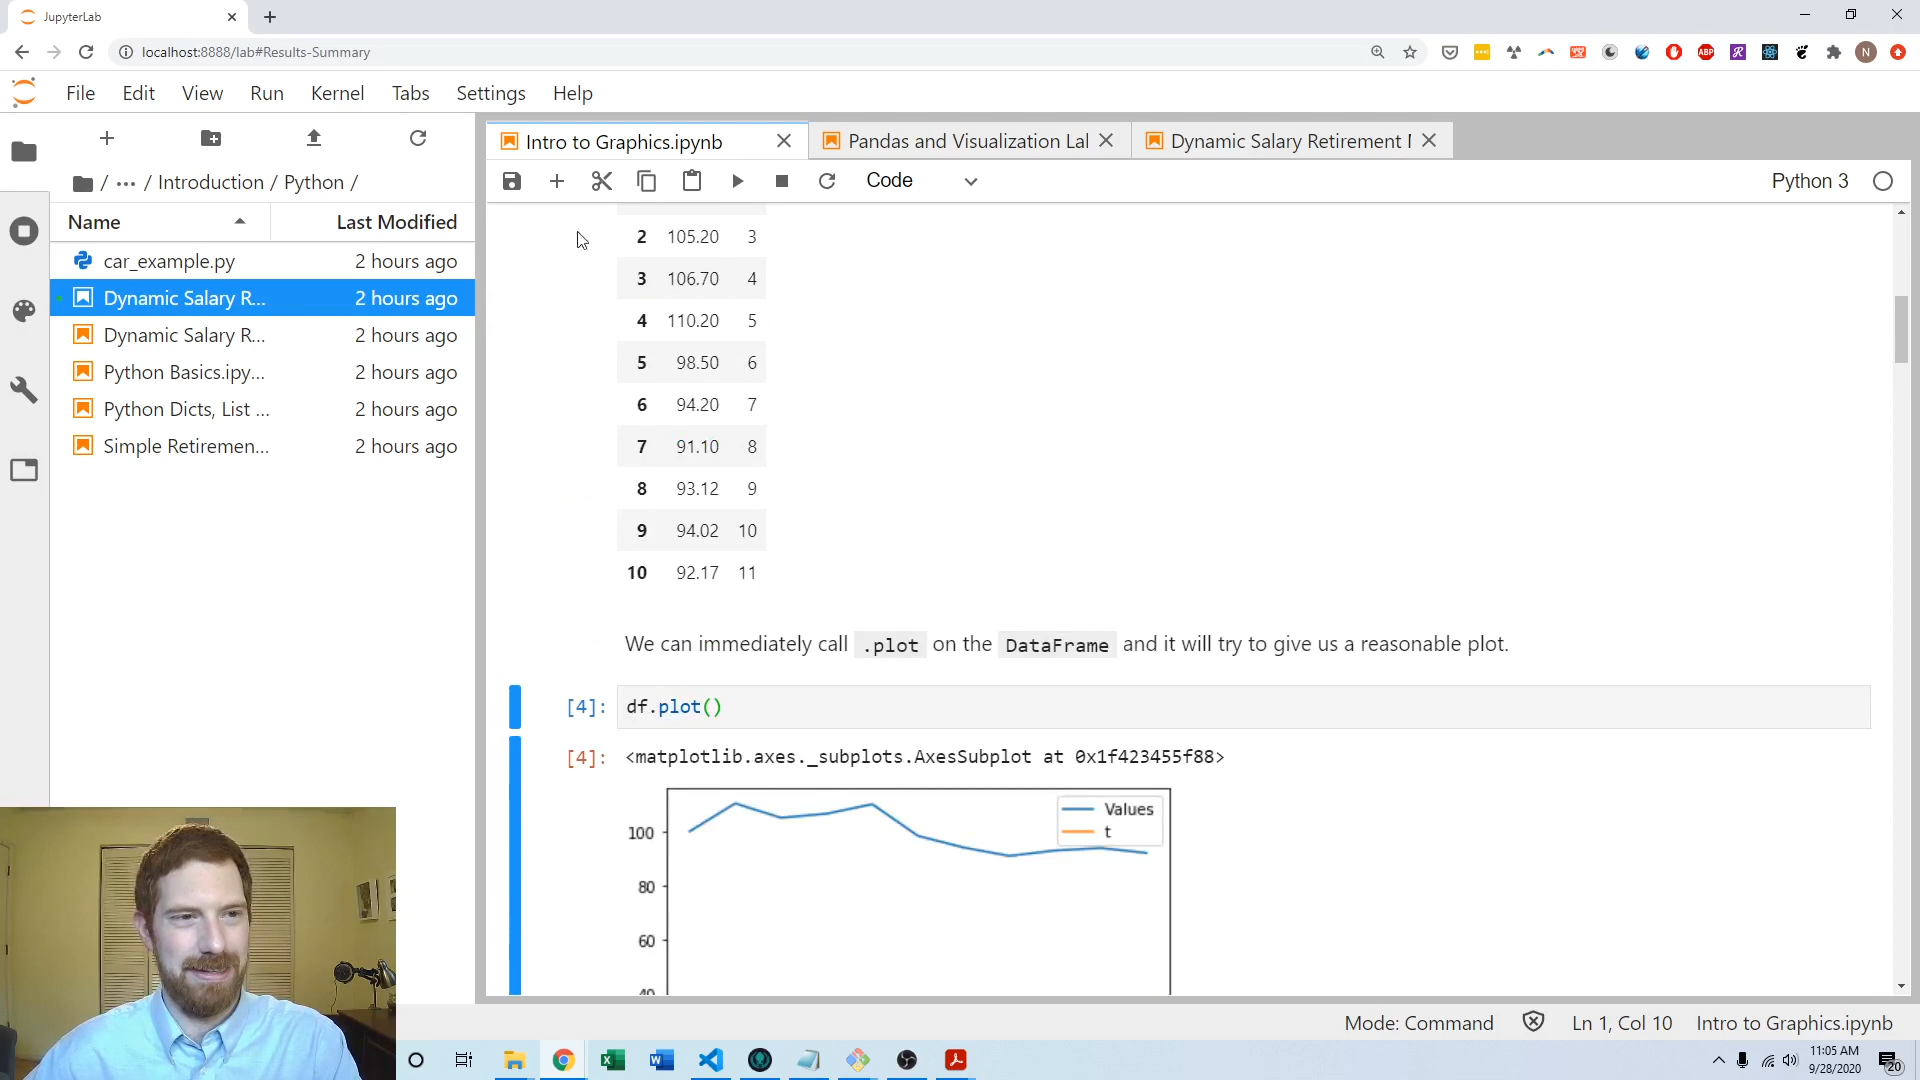 JupyterLab
localhost:8888/lab#Results-Summary
ABP
N
File Edit View Run Kernel Tabs Settings Help
Intro to Graphics.ipynb
Pandas and Visualization Lal
Dynamic Salary Retirement I
/ ··· / Introduction / Python /
Code
Python 3
Name Last Modified
car_example.py 2 hours ago
Dynamic Salary R... 2 hours ago
Dynamic Salary R... 2 hours ago
Python Basics.ipy... 2 hours ago
Python Dicts, List ... 2 hours ago
Simple Retiremen... 2 hours ago
2 105.20 3
3 106.70 4
4 110.20 5
5 98.50 6
6 94.20 7
7 91.10 8
8 93.12 9
9 94.02 10
10 92.17 11
We can immediately call .plot on the DataFrame and it will try to give us a reasonable plot.
[4]: df.plot()
[4]: <matplotlib.axes._subplots.AxesSubplot at 0x1f423455f88>
Values
t
100
80
60
40
Mode: Command Ln 1, Col 10 Intro to Graphics.ipynb
11:05 AM
9/28/2020
20